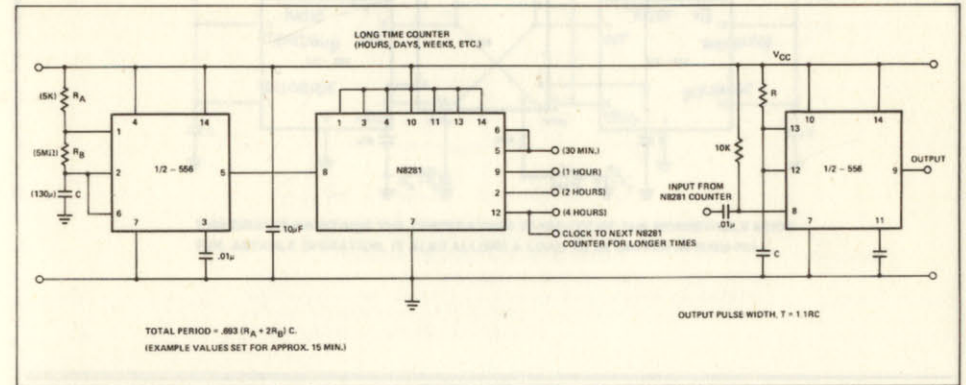 LONG TIME COUNTER
(HOURS, DAYS, WEEKS, ETC.)
VCC
(5K) RA
(5MΩ) RB
(130μ) C
4 14
1
2
6
5
1/2 – 556
7 3
.01μ
10μF
1 3 4 10 11 13 14
8
N8281
7
6
5
9
2
12
(30 MIN.)
(1 HOUR)
(2 HOURS)
(4 HOURS)
CLOCK TO NEXT N8281
COUNTER FOR LONGER TIMES
R
10K
INPUT FROM
N8281 COUNTER
.01μ
C
10 14
13
12
8
1/2 – 556
9
OUTPUT
7 11
TOTAL PERIOD = .693 (RA + 2RB) C.
(EXAMPLE VALUES SET FOR APPROX. 15 MIN.)
OUTPUT PULSE WIDTH, T = 1.1RC